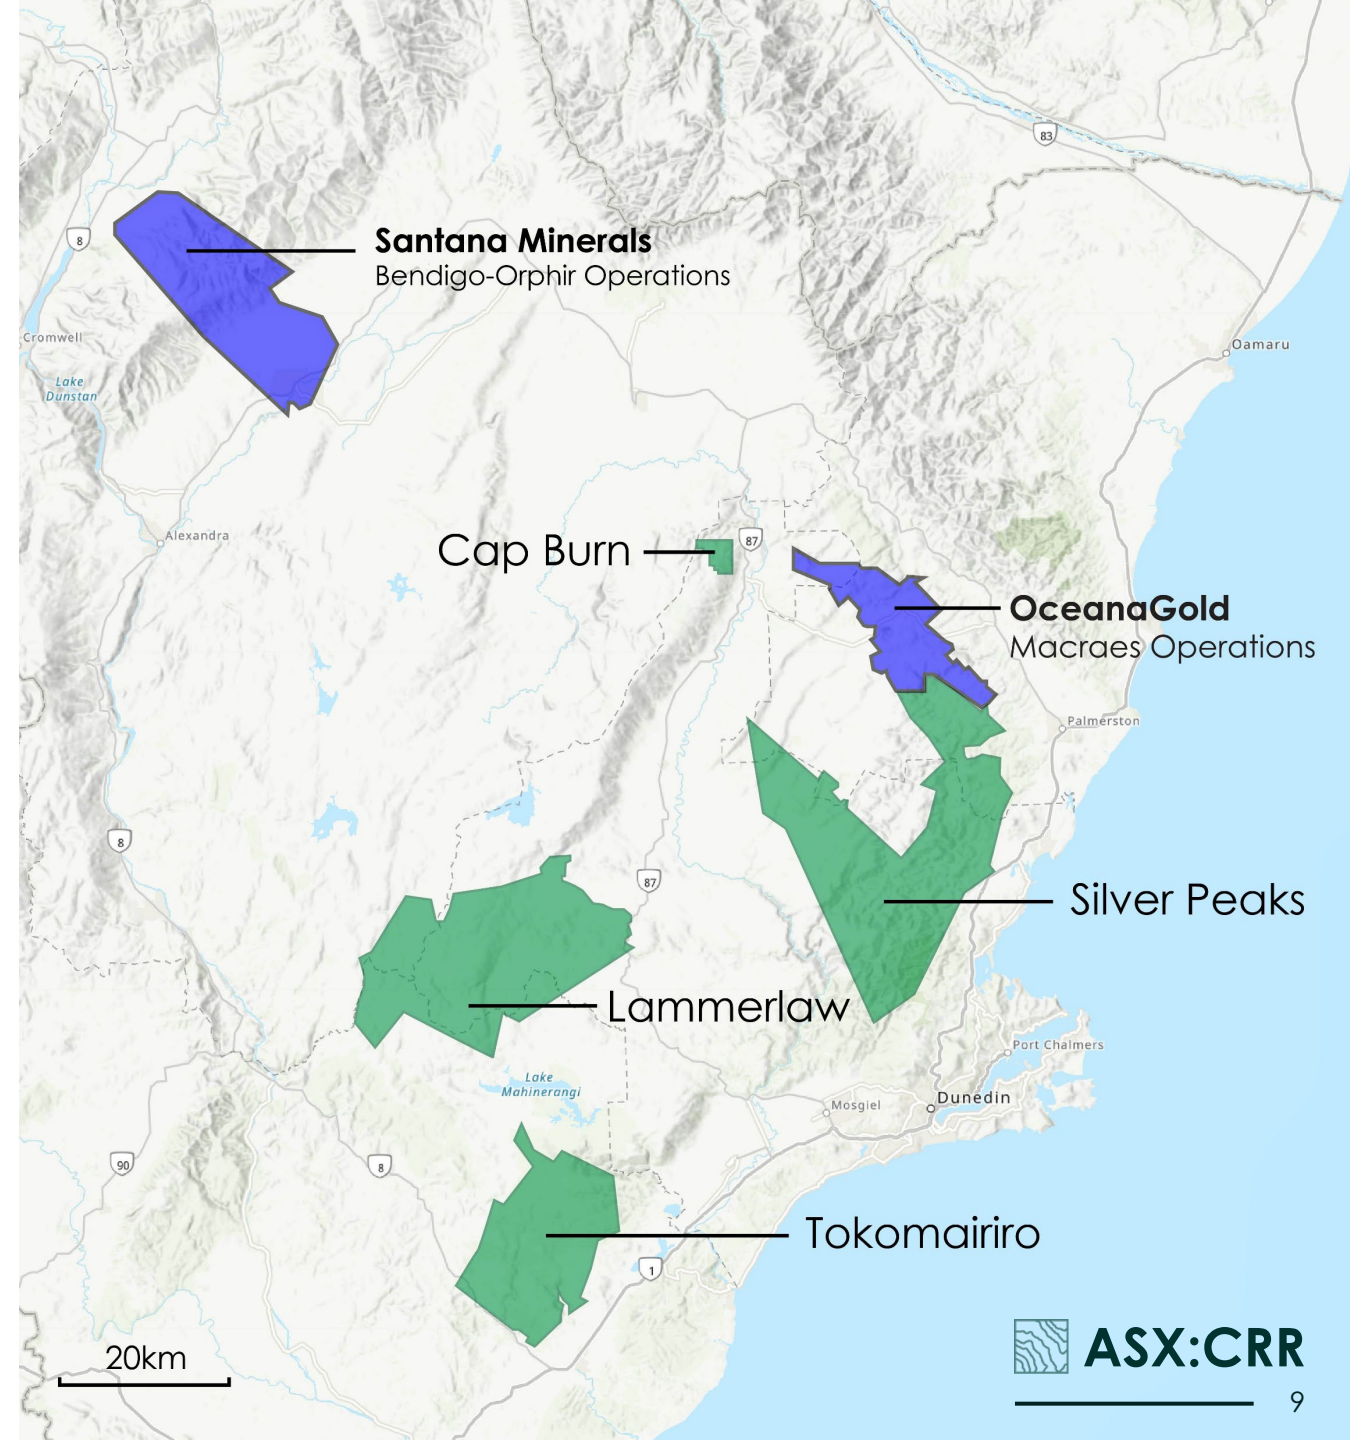 83
8
Santana Minerals
Bendigo-Orphir Operations
Cromwell
Oamaru
Lake
Dunstan
Alexandra
Cap Burn
87
OceanaGold
Macraes Operations
Palmerston
8
87
Silver Peaks
Lammerlaw
Port Chalmers
Lake
Mahinerangi
Mosgiel
Dunedin
90
8
Tokomairiro
1
20km
ASX:CRR
9